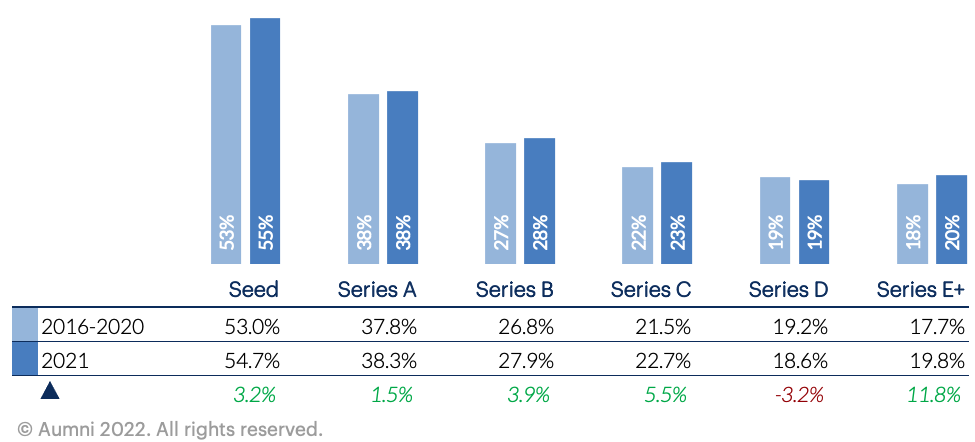 53% 55% 38% 38% 27% 28% 22% 23% 19% 19% 18% 20%
Seed Series A Series B Series C Series D Series E+
2016-2020 53.0% 37.8% 26.8% 21.5% 19.2% 17.7%
2021 54.7% 38.3% 27.9% 22.7% 18.6% 19.8%
▲ 3.2% 1.5% 3.9% 5.5% -3.2% 11.8%
© Aumni 2022. All rights reserved.